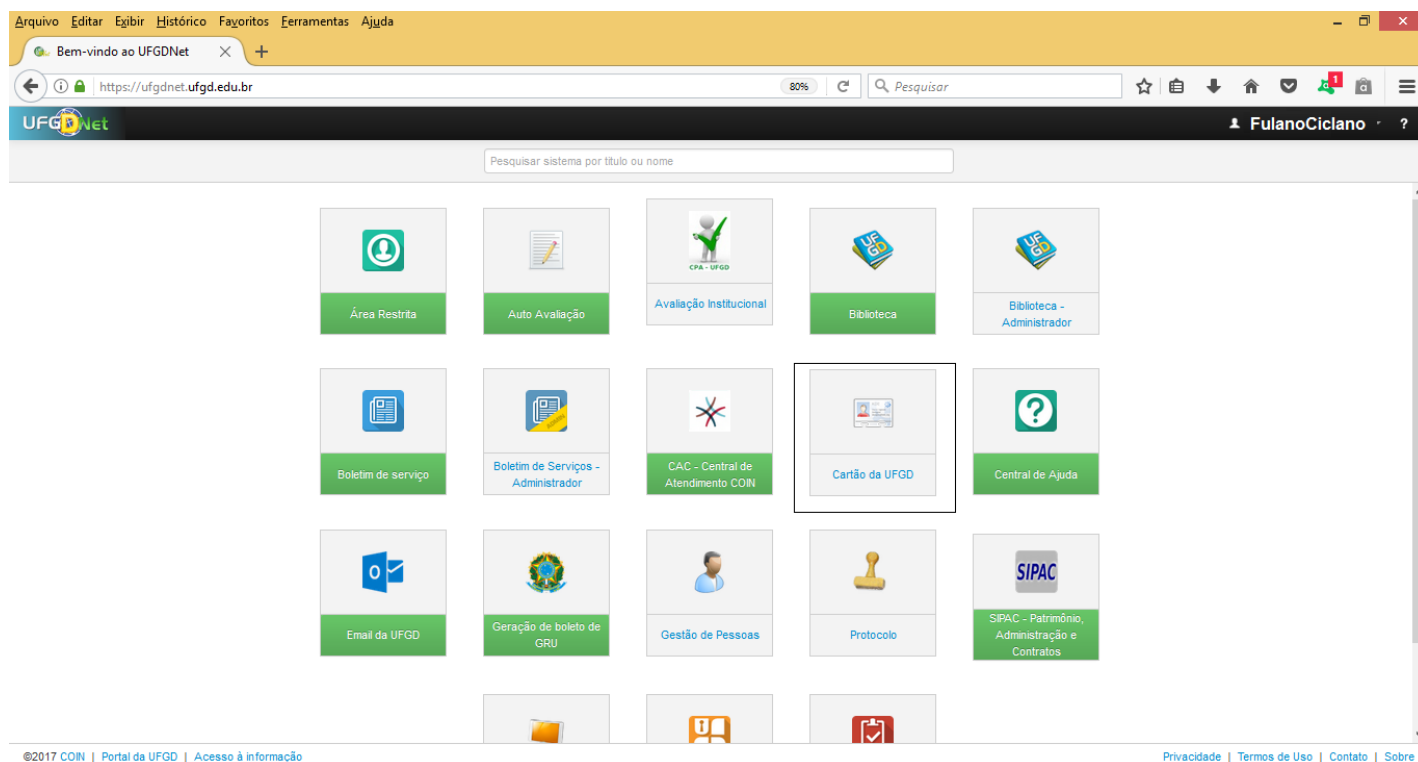 Arquivo Editar Exibir Histórico Favoritos Ferramentas Ajuda
Bem-vindo ao UFGDNet
https://ufgdnet.ufgd.edu.br
80%
Pesquisar
1
UFGDNet
FulanoCiclano
?
Pesquisar sistema por título ou nome
CPA - UFGD
UFGD
UFGD
Área Restrita
Auto Avaliação
Avaliação Institucional
Biblioteca
Biblioteca -
Administrador
ADMIN
Boletim de serviço
Boletim de Serviços -
Administrador
CAC - Central de
Atendimento COIN
Cartão da UFGD
Central de Ajuda
SIPAC
Email da UFGD
Geração de boleto de
GRU
Gestão de Pessoas
Protocolo
SIPAC - Patrimônio,
Administração e
Contratos
©2017 COIN | Portal da UFGD | Acesso à informação
Privacidade | Termos de Uso | Contato | Sobre